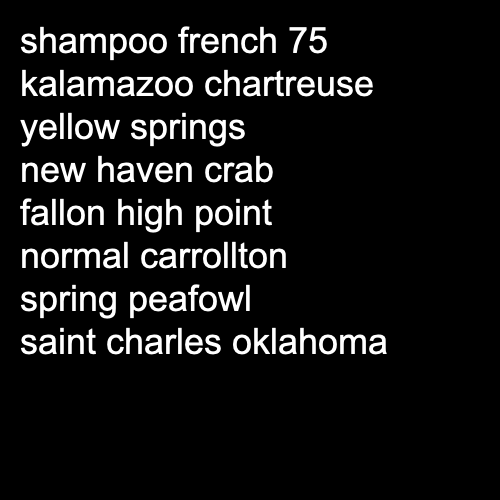 shampoo french 75
kalamazoo chartreuse
yellow springs
new haven crab
fallon high point
normal carrollton
spring peafowl
saint charles oklahoma